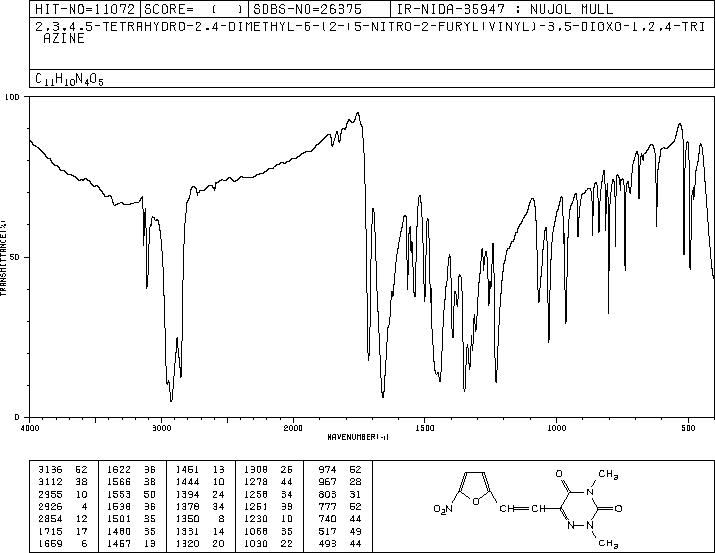 HIT-NO=11072 SCORE= ( ) SDBS-NO=26375 IR-NIDA-35947 : NUJOL MULL
2,3,4,5-TETRAHYDRO-2,4-DIMETHYL-6-(2-(5-NITRO-2-FURYL)VINYL)-3,5-DIOXO-1,2,4-TRI
AZINE
C11H10N4O5
100
50
0
TRANSMITTANCE(%)
4000 3000 2000 1500 1000 500
WAVENUMBER(-1)
3136 52 1622 36 1461 13 1308 26 974 52
3112 38 1566 38 1444 10 1278 44 967 28
2955 10 1553 50 1394 24 1258 34 803 31
2926 4 1538 36 1378 34 1251 39 777 52
2854 12 1501 35 1350 8 1230 10 740 44
1715 17 1480 35 1331 14 1068 35 517 49
1659 6 1467 13 1320 20 1030 22 493 44
O CH3
O2N O CH=CH N
N N O
CH3